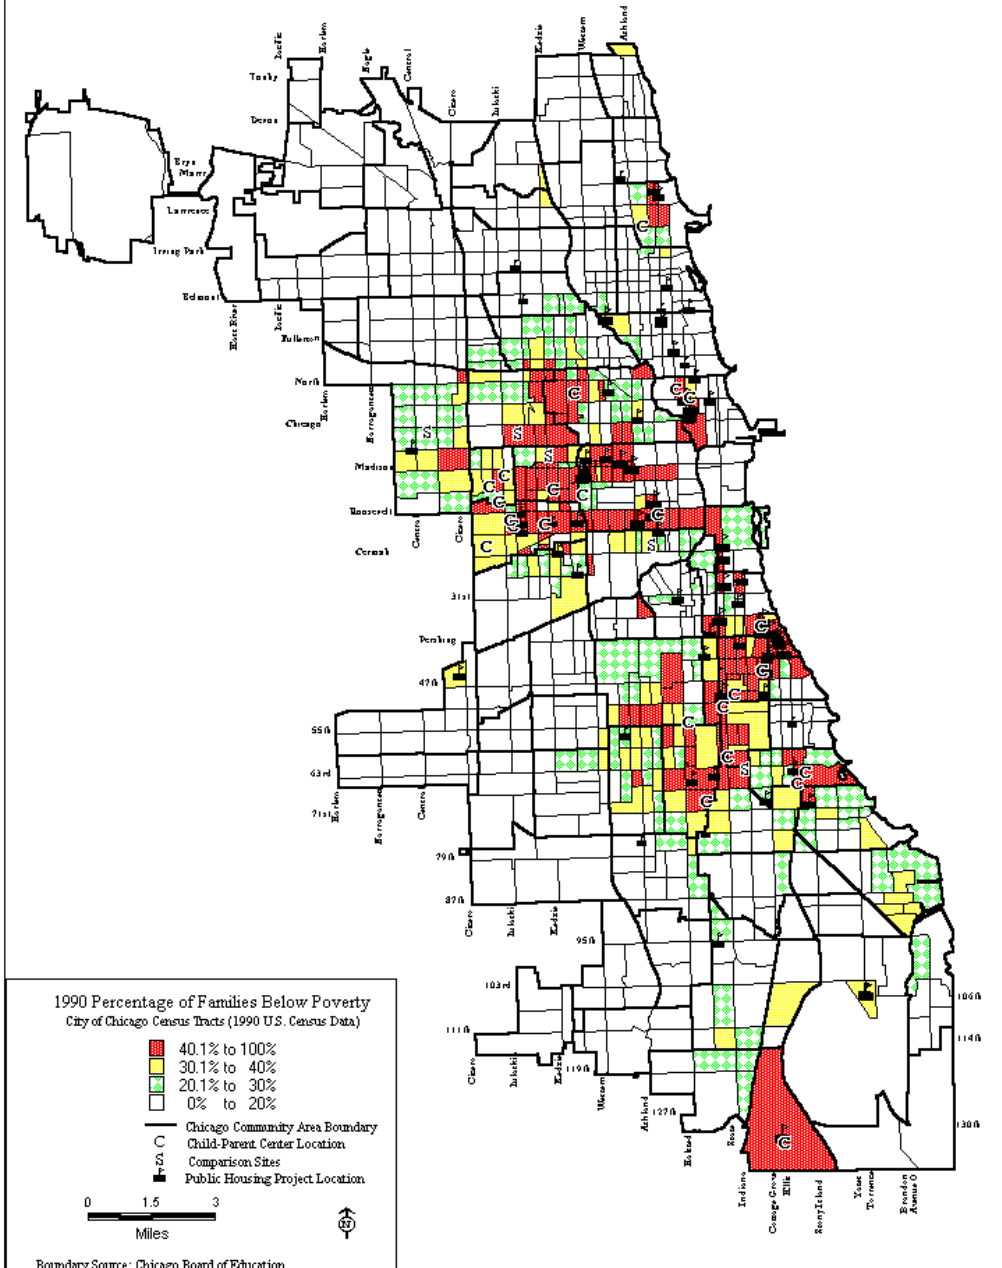 Pacific
Harlem
Nagle
Central
Cicero
Pulaski
Kedzie
Western
Ashland
Touhy
Devon
Bryn
Mawr
Lawrence
Irving Park
Belmont
East River
Pacific
Fullerton
North
Harlem
Narragansett
Chicago
Madison
Roosevelt
Central
Cicero
Cermak
31st
Pershing
47th
55th
63rd
71st
Harlem
Narragansett
Central
79th
87th
Cicero
Pulaski
Kedzie
95th
103rd
111th
Cicero
Pulaski
Kedzie
119th
Western
Ashland
127th
Halsted
State
Indiana
Cottage Grove
Ellis
Stony Island
Yates
Torrence
Brandon
Avenue O
106th
114th
130th
C
S
1990 Percentage of Families Below Poverty
City of Chicago Census Tracts (1990 U.S. Census Data)
40.1% to 100%
30.1% to 40%
20.1% to 30%
0% to 20%
Chicago Community Area Boundary
C Child-Parent Center Location
S Comparison Sites
Public Housing Project Location
0 1.5 3
Miles
N
Boundary Source: Chicago Board of Education